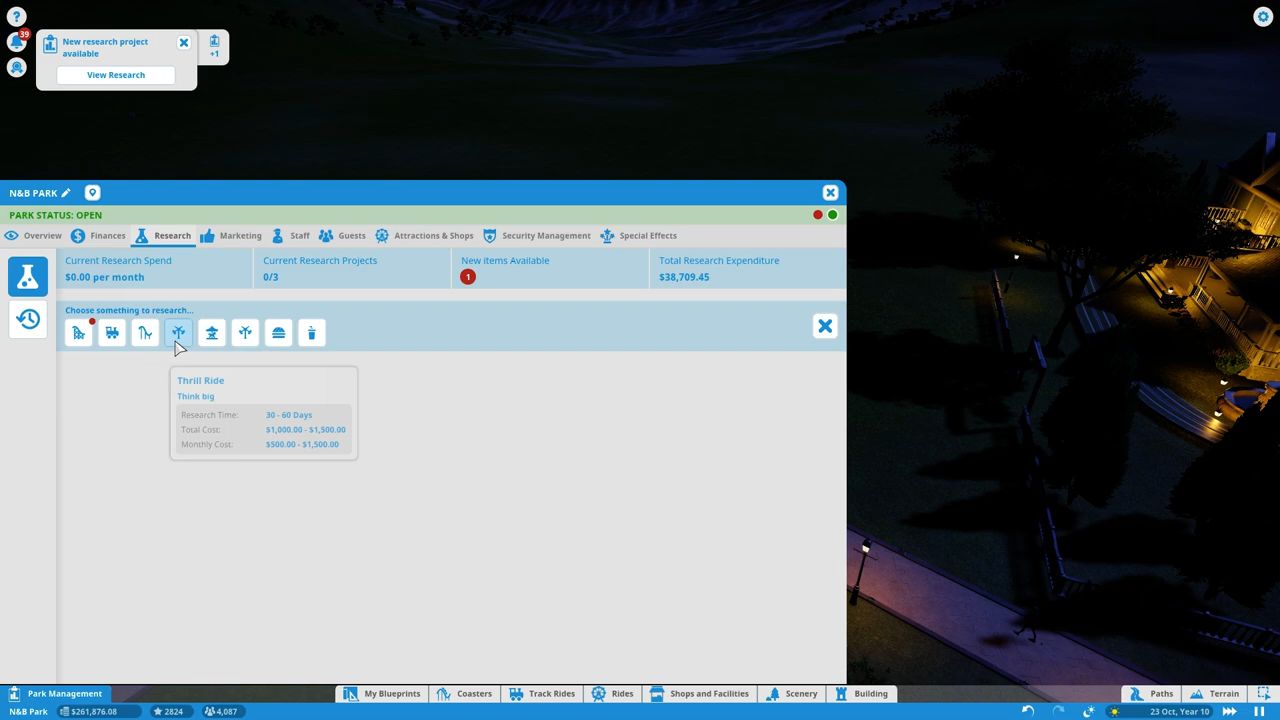 ?
39
New research project
available
View Research
+1
N&B PARK
PARK STATUS: OPEN
Overview
Finances
Research
Marketing
Staff
Guests
Attractions & Shops
Security Management
Special Effects
Current Research Spend
$0.00 per month
Current Research Projects
0/3
New items Available
1
Total Research Expenditure
$38,709.45
Choose something to research...
Thrill Ride
Think big
Research Time: 30 - 60 Days
Total Cost: $1,000.00 - $1,500.00
Monthly Cost: $500.00 - $1,500.00
Park Management
My Blueprints
Coasters
Track Rides
Rides
Shops and Facilities
Scenery
Building
Paths
Terrain
N&B Park
$261,876.08
2824
4,087
23 Oct, Year 10